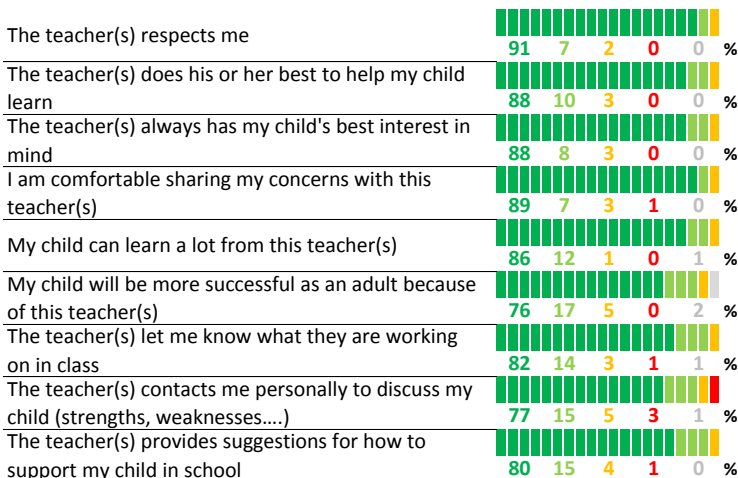 The teacher(s) respects me
91 7 2 0 0 %
The teacher(s) does his or her best to help my child
learn
88 10 3 0 0 %
The teacher(s) always has my child's best interest in
mind
88 8 3 0 0 %
I am comfortable sharing my concerns with this
teacher(s)
89 7 3 1 0 %
My child can learn a lot from this teacher(s)
86 12 1 0 1 %
My child will be more successful as an adult because
of this teacher(s)
76 17 5 0 2 %
The teacher(s) let me know what they are working
on in class
82 14 3 1 1 %
The teacher(s) contacts me personally to discuss my
child (strengths, weaknesses....)
77 15 5 3 1 %
The teacher(s) provides suggestions for how to
support my child in school
80 15 4 1 0 %